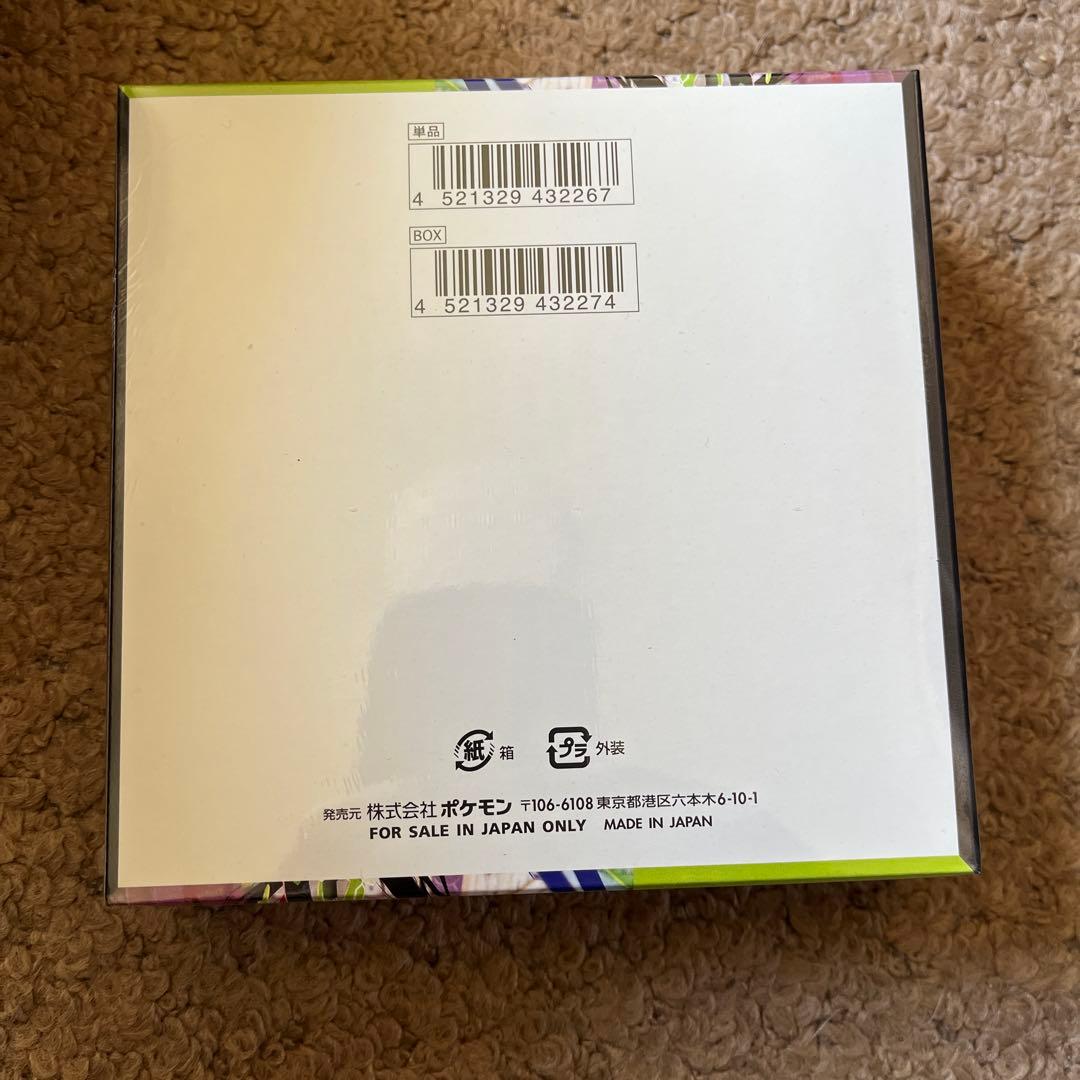 単品
4 521329 432267
BOX
4 521329 432274
紙 箱 プラ 外装
発売元 株式会社 ポケモン 〒106-6108 東京都港区六本木6-10-1
FOR SALE IN JAPAN ONLY MADE IN JAPAN